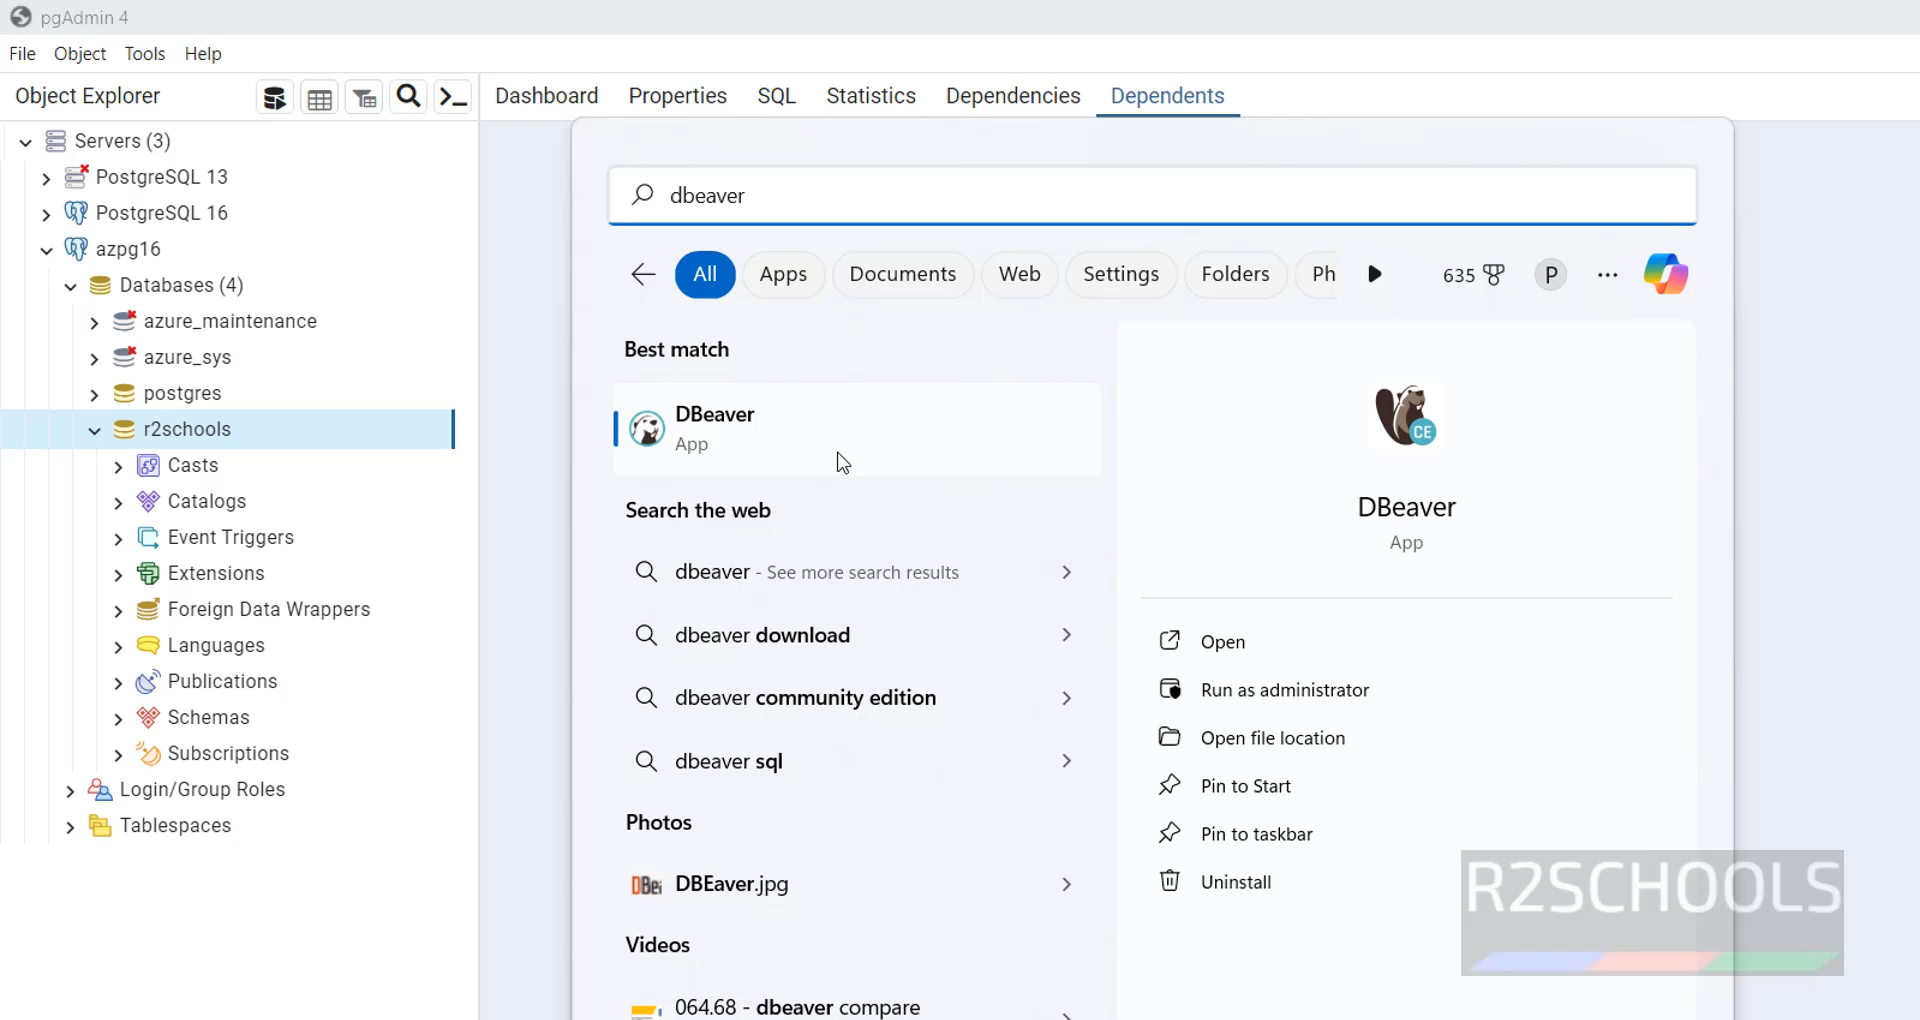 pgAdmin 4
File Object Tools Help
Object Explorer
Dashboard Properties SQL Statistics Dependencies Dependents
Servers (3)
PostgreSQL 13
PostgreSQL 16
azpg16
Databases (4)
azure_maintenance
azure_sys
postgres
r2schools
Casts
Catalogs
Event Triggers
Extensions
Foreign Data Wrappers
Languages
Publications
Schemas
Subscriptions
Login/Group Roles
Tablespaces
dbeaver
All Apps Documents Web Settings Folders Ph 635 P
Best match
DBeaver
App
Search the web
dbeaver - See more search results
dbeaver download
dbeaver community edition
dbeaver sql
Photos
DBEaver.jpg
Videos
064.68 - dbeaver compare
CE
DBeaver
App
Open
Run as administrator
Open file location
Pin to Start
Pin to taskbar
Uninstall
R2SCHOOLS